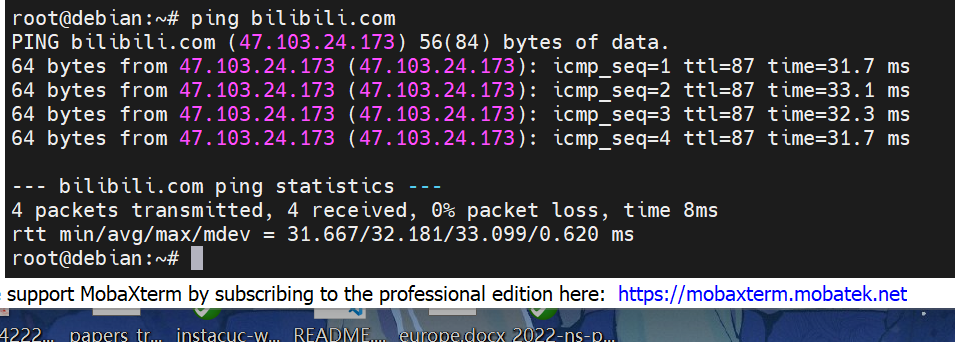 root@debian:~# ping bilibili.com
PING bilibili.com (47.103.24.173) 56(84) bytes of data.
64 bytes from 47.103.24.173 (47.103.24.173): icmp_seq=1 ttl=87 time=31.7 ms
64 bytes from 47.103.24.173 (47.103.24.173): icmp_seq=2 ttl=87 time=33.1 ms
64 bytes from 47.103.24.173 (47.103.24.173): icmp_seq=3 ttl=87 time=32.3 ms
64 bytes from 47.103.24.173 (47.103.24.173): icmp_seq=4 ttl=87 time=31.7 ms
--- bilibili.com ping statistics ---
4 packets transmitted, 4 received, 0% packet loss, time 8ms
rtt min/avg/max/mdev = 31.667/32.181/33.099/0.620 ms
root@debian:~#
support MobaXterm by subscribing to the professional edition here: https://mobaxterm.mobatek.net
4222... papers_tr... instacuc-w... README.... europe.docx 2022-ns-p...